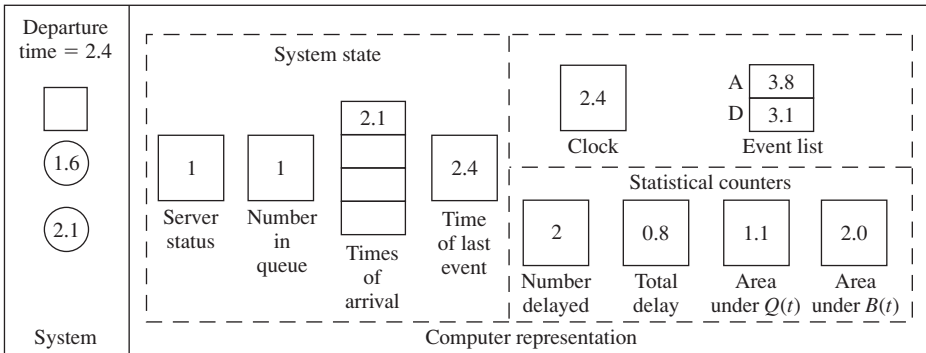 Departure
time = 2.4
1.6
2.1
System
System state
1
Server
status
1
Number
in
queue
2.1
Times
of
arrival
2.4
Time
of last
event
2.4
Clock
A 3.8
D 3.1
Event list
Statistical counters
2
Number
delayed
0.8
Total
delay
1.1
Area
under Q(t)
2.0
Area
under B(t)
Computer representation